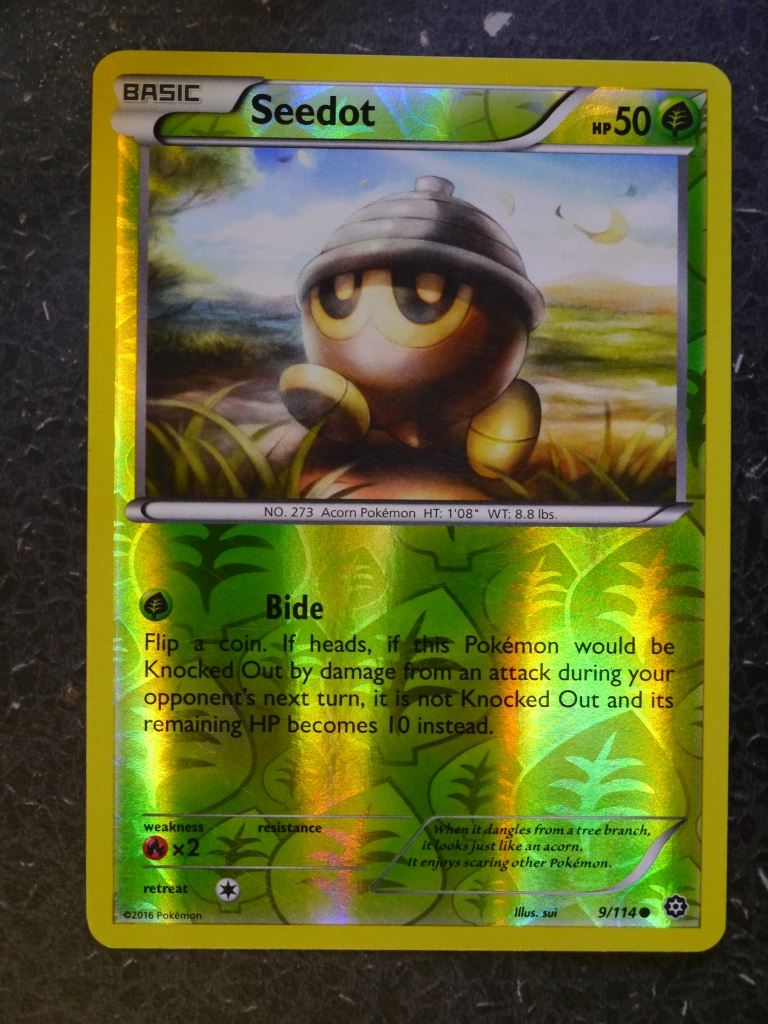 BASIC
Seedot
HP 50
NO. 273 Acorn Pokémon HT: 1'08" WT: 8.8 lbs.
Bide
Flip a coin. If heads, if this Pokémon would be
Knocked Out by damage from an attack during your
opponent's next turn, it is not Knocked Out and its
remaining HP becomes 10 instead.
weakness resistance
×2
When it dangles from a tree branch,
it looks just like an acorn.
It enjoys scaring other Pokémon.
retreat
©2016 Pokémon
Illus. sui 9/114